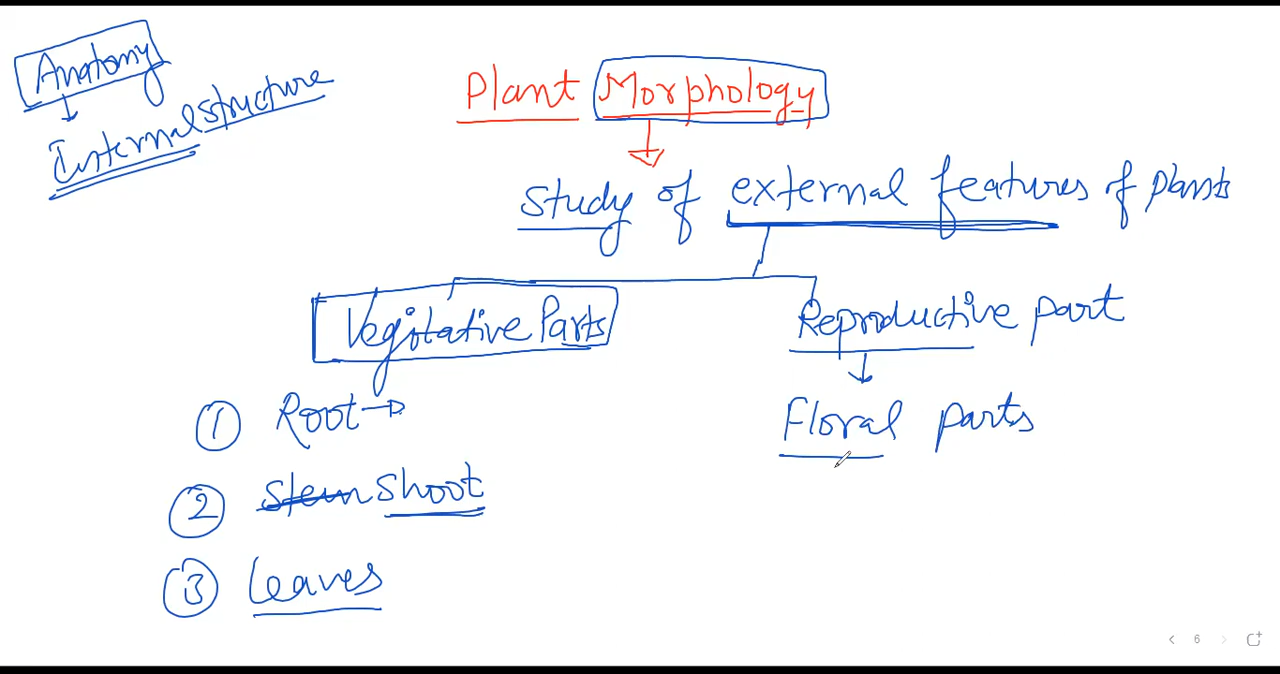 Anatomy
Internal structure
Plant Morphology
Study of external features of plants
Vegitative Parts
Reproductive part
① Root →
Floral parts
② Stem Shoot
③ Leaves
6